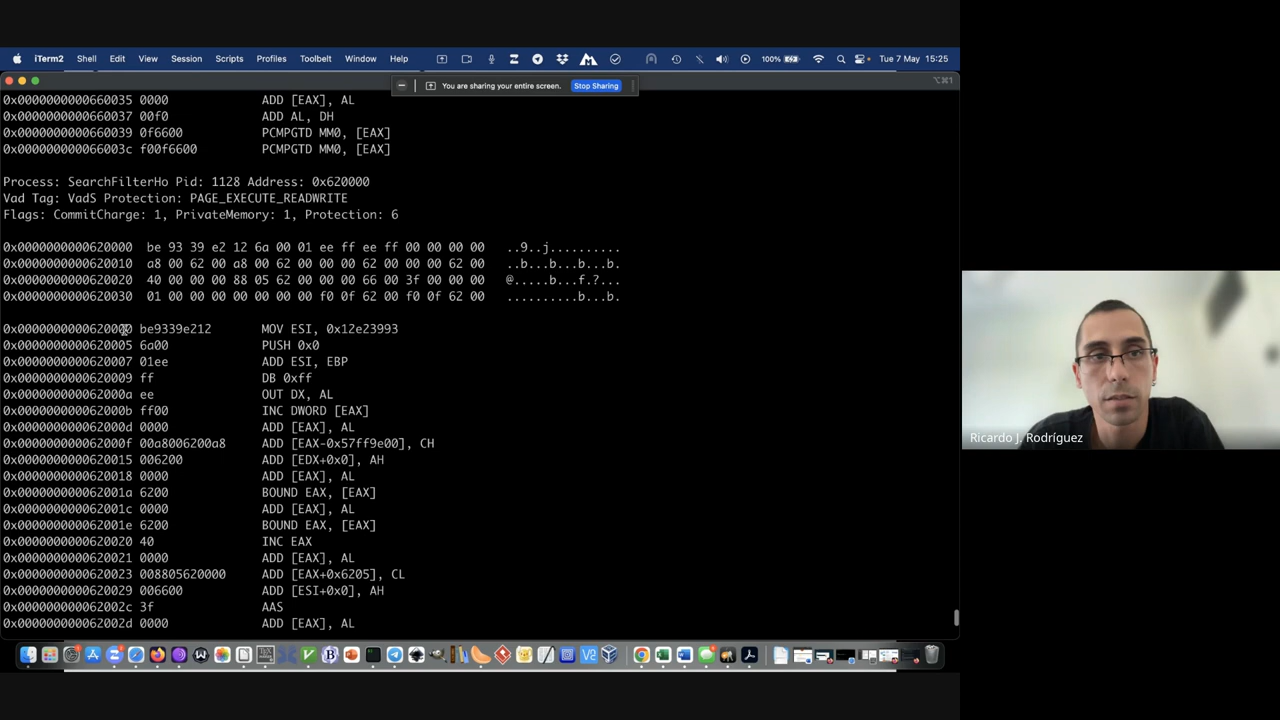 iTerm2 Shell Edit View Session Scripts Profiles Toolbelt Window Help 100% Tue 7 May 15:25
You are sharing your entire screen. Stop Sharing
⌥⌘1
0x0000000000660035 0000 ADD [EAX], AL
0x0000000000660037 00f0 ADD AL, DH
0x0000000000660039 0f6600 PCMPGTD MM0, [EAX]
0x000000000066003c f00f6600 PCMPGTD MM0, [EAX]
Process: SearchFilterHo Pid: 1128 Address: 0x620000
Vad Tag: VadS Protection: PAGE_EXECUTE_READWRITE
Flags: CommitCharge: 1, PrivateMemory: 1, Protection: 6
0x0000000000620000 be 93 39 e2 12 6a 00 01 ee ff ee ff 00 00 00 00 ..9..j..........
0x0000000000620010 a8 00 62 00 a8 00 62 00 00 00 62 00 00 00 62 00 ..b...b...b...b.
0x0000000000620020 40 00 00 00 88 05 62 00 00 00 66 00 3f 00 00 00 @.....b...f.?...
0x0000000000620030 01 00 00 00 00 00 00 00 f0 0f 62 00 f0 0f 62 00 ..........b...b.
0x0000000000620000 be9339e212 MOV ESI, 0x12e23993
0x0000000000620005 6a00 PUSH 0x0
0x0000000000620007 01ee ADD ESI, EBP
0x0000000000620009 ff DB 0xff
0x000000000062000a ee OUT DX, AL
0x000000000062000b ff00 INC DWORD [EAX]
0x000000000062000d 0000 ADD [EAX], AL
0x000000000062000f 00a8006200a8 ADD [EAX-0x57ff9e00], CH
0x0000000000620015 006200 ADD [EDX+0x0], AH
0x0000000000620018 0000 ADD [EAX], AL
0x000000000062001a 6200 BOUND EAX, [EAX]
0x000000000062001c 0000 ADD [EAX], AL
0x000000000062001e 6200 BOUND EAX, [EAX]
0x0000000000620020 40 INC EAX
0x0000000000620021 0000 ADD [EAX], AL
0x0000000000620023 008805620000 ADD [EAX+0x6205], CL
0x0000000000620029 006600 ADD [ESI+0x0], AH
0x000000000062002c 3f AAS
0x000000000062002d 0000 ADD [EAX], AL
Ricardo J. Rodríguez